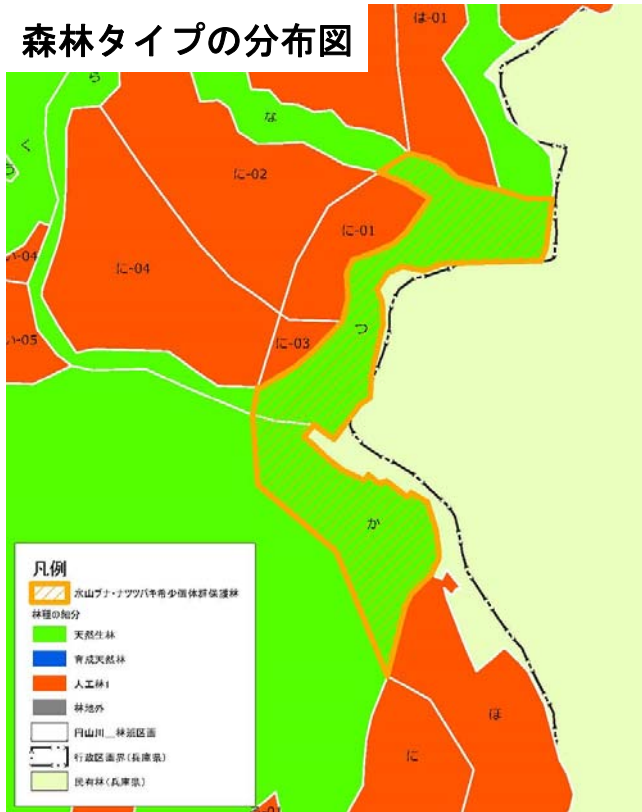 森林タイプの分布図
は-01
ら
な
く
に-02
に-01
い-04
に-04
つ
い-05
に-03
か
凡例
氷山ブナ・ナツツバキ希少個体群保護林
林種の細分
天然生林
育成天然林
人工林1
林地外
円山川__林班区画
行政区画界(兵庫県)
民有林(兵庫県)
ほ
に